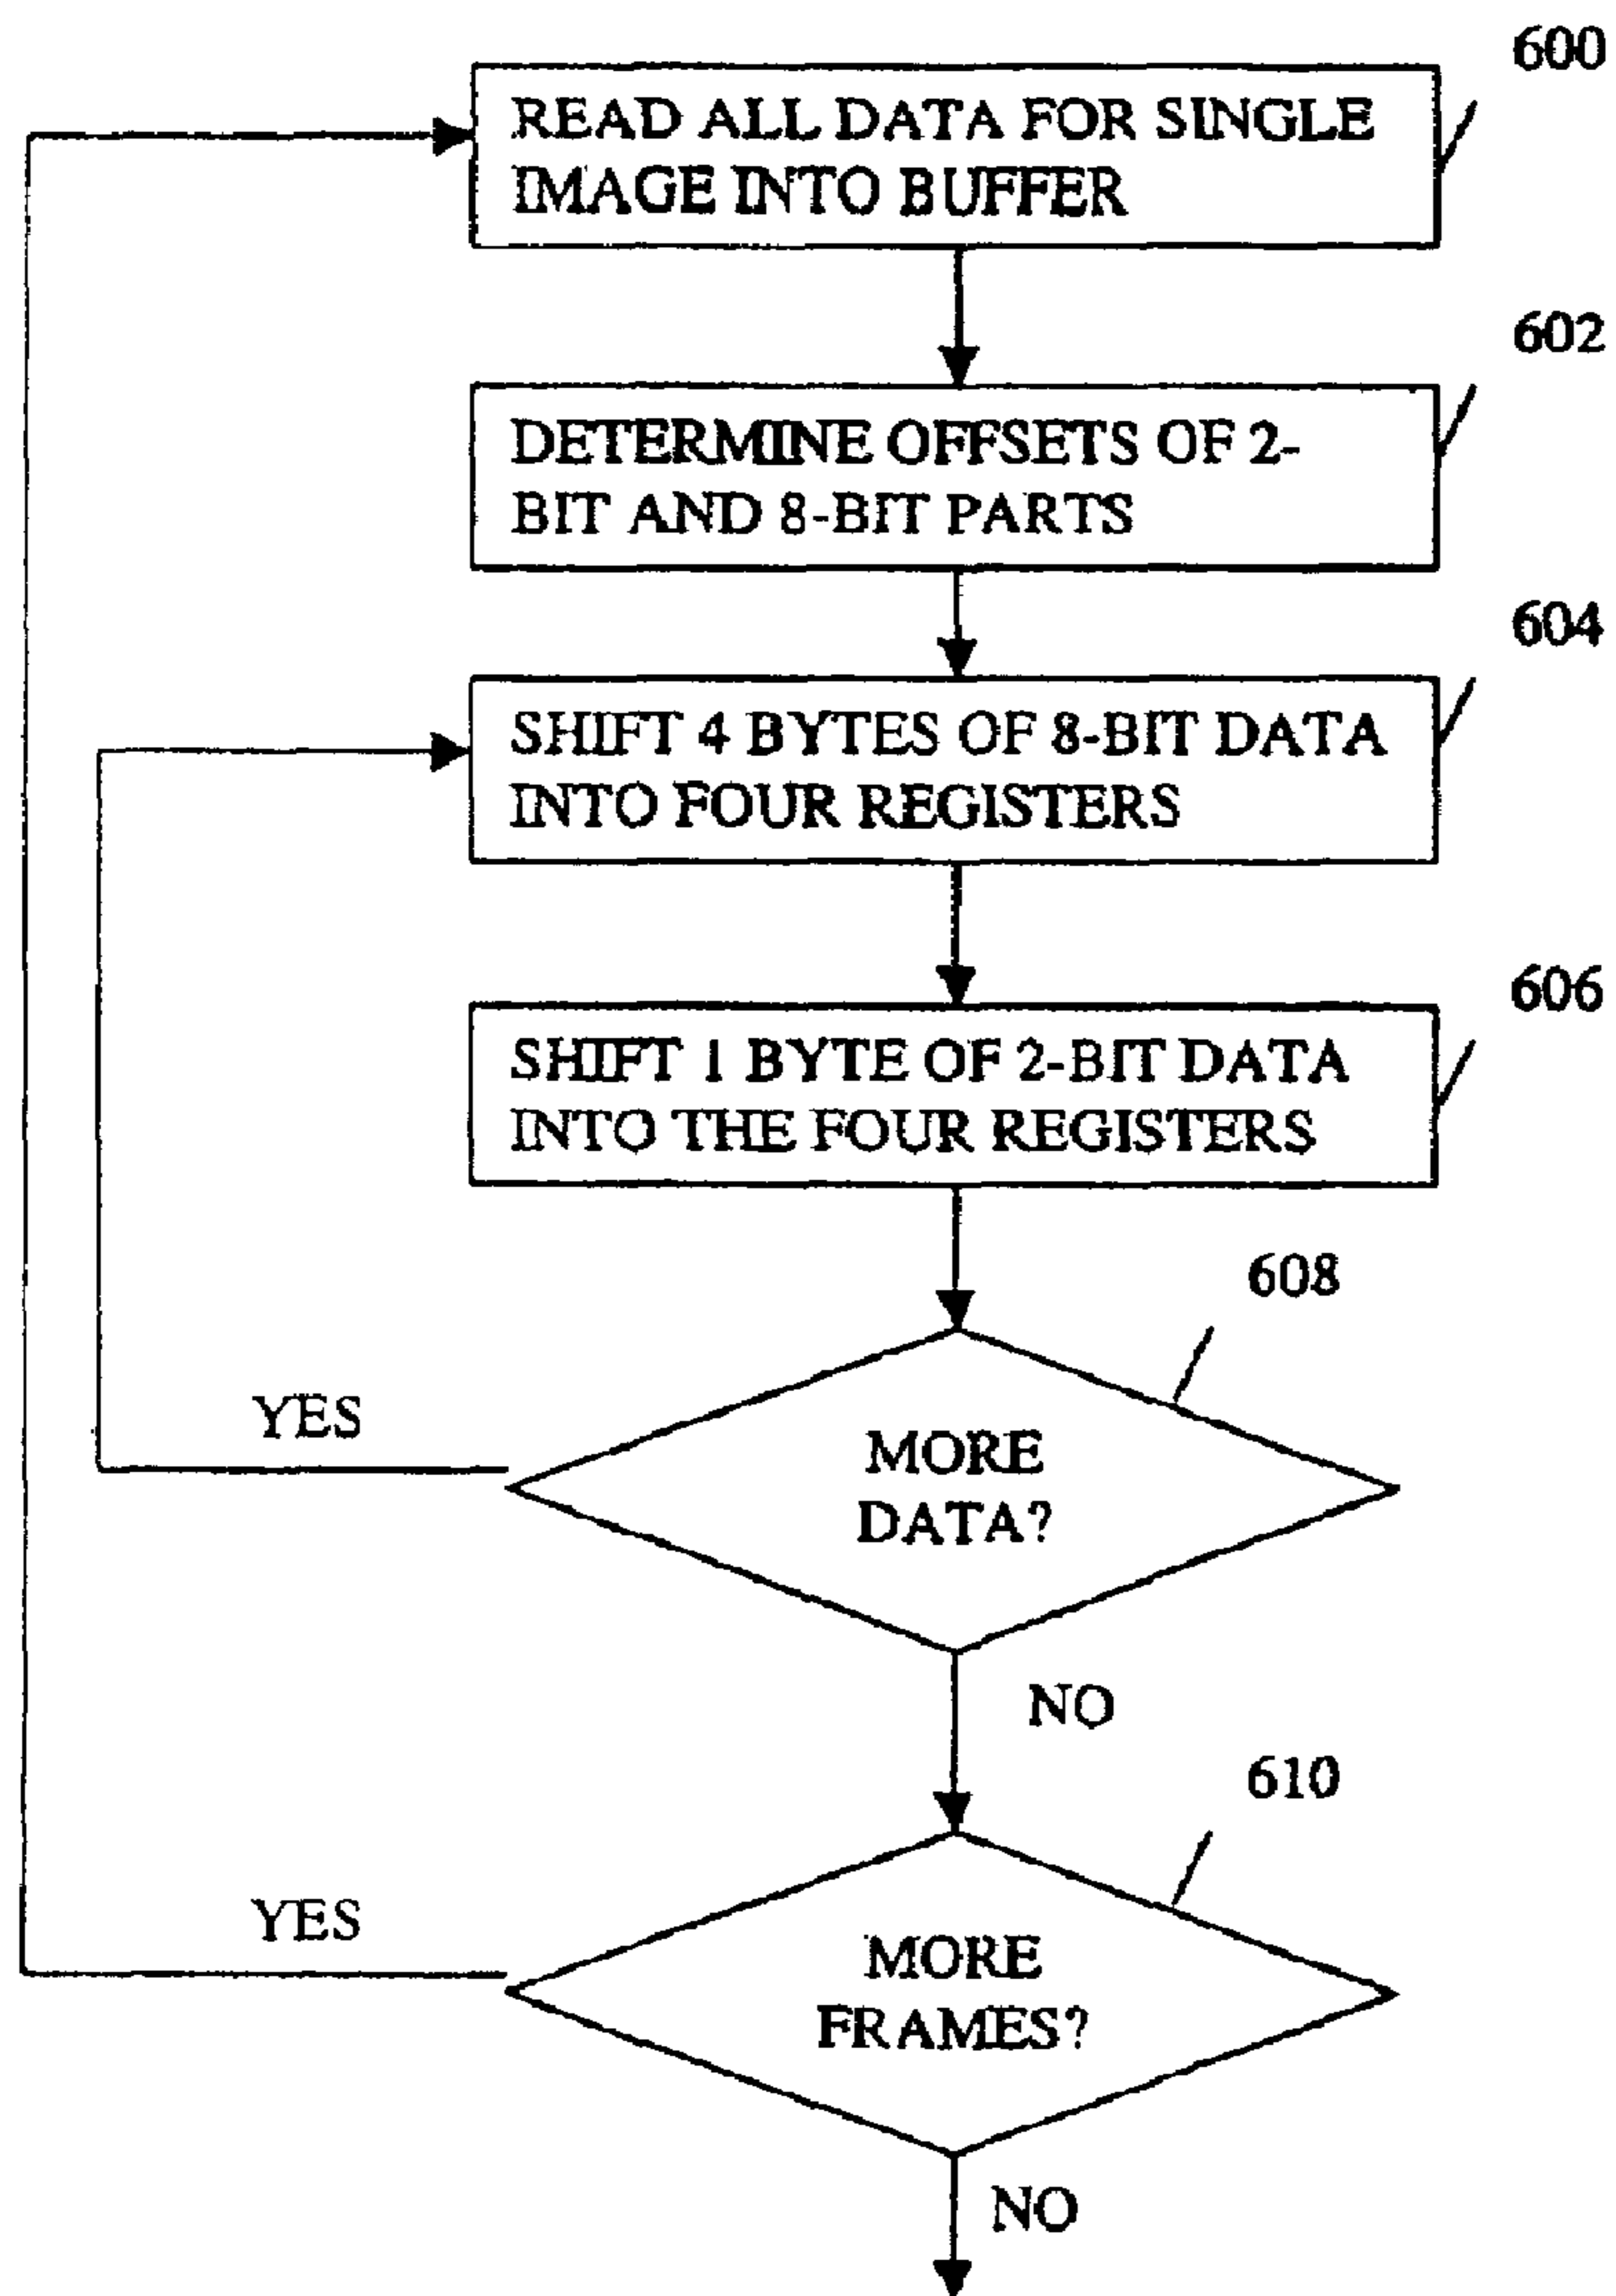 600
READ ALL DATA FOR SINGLE
IMAGE INTO BUFFER
602
DETERMINE OFFSETS OF 2-
BIT AND 8-BIT PARTS
604
SHIFT 4 BYTES OF 8-BIT DATA
INTO FOUR REGISTERS
606
SHIFT 1 BYTE OF 2-BIT DATA
INTO THE FOUR REGISTERS
608
YES
MORE
DATA?
NO
610
YES
MORE
FRAMES?
NO